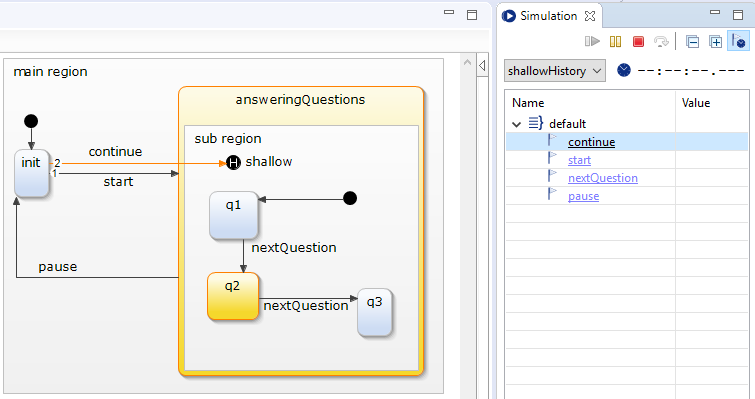 main region
answeringQuestions
sub region
init
2
continue
H
shallow
1
start
q1
nextQuestion
pause
q2
nextQuestion
q3
Simulation
shallowHistory
--:--:--.---
Name Value
default
continue
start
nextQuestion
pause